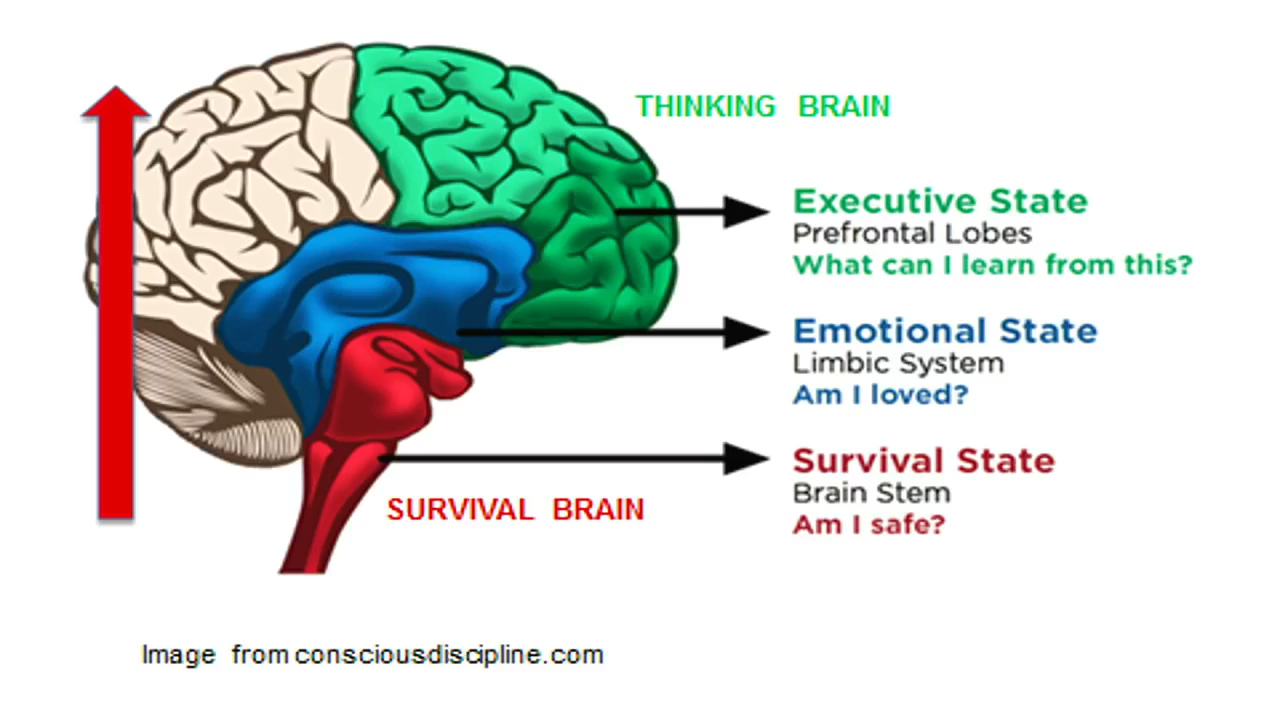 THINKING BRAIN
Executive State
Prefrontal Lobes
What can I learn from this?
Emotional State
Limbic System
Am I loved?
Survival State
Brain Stem
Am I safe?
SURVIVAL BRAIN
Image from consciousdiscipline.com